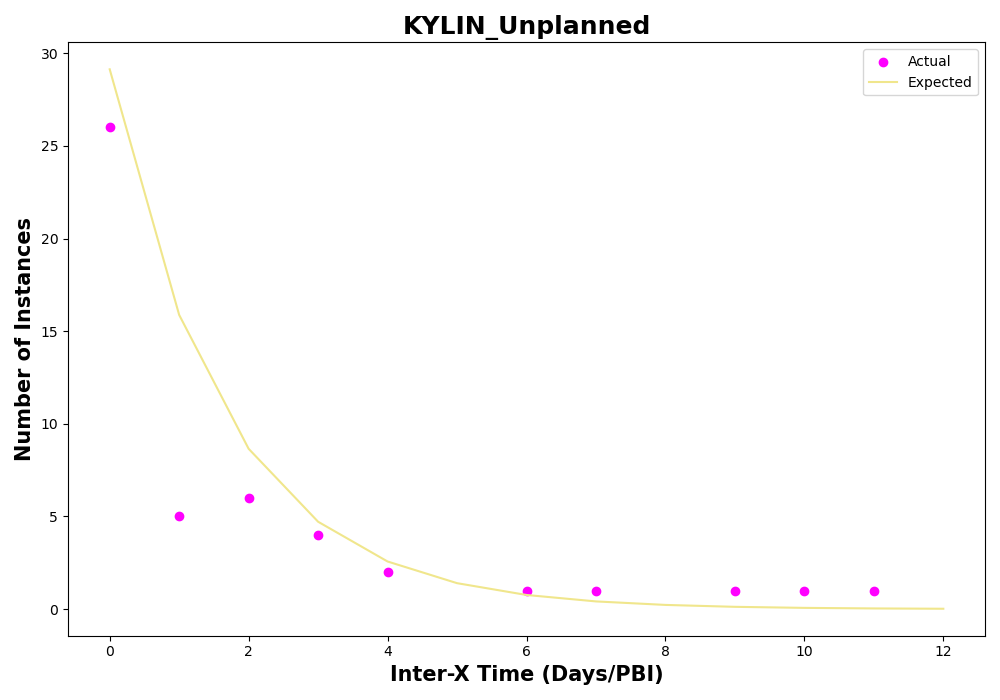 KYLIN_Unplanned
Actual
Expected
Number of Instances
30
25
20
15
10
5
0
0 2 4 6 8 10 12
Inter-X Time (Days/PBI)